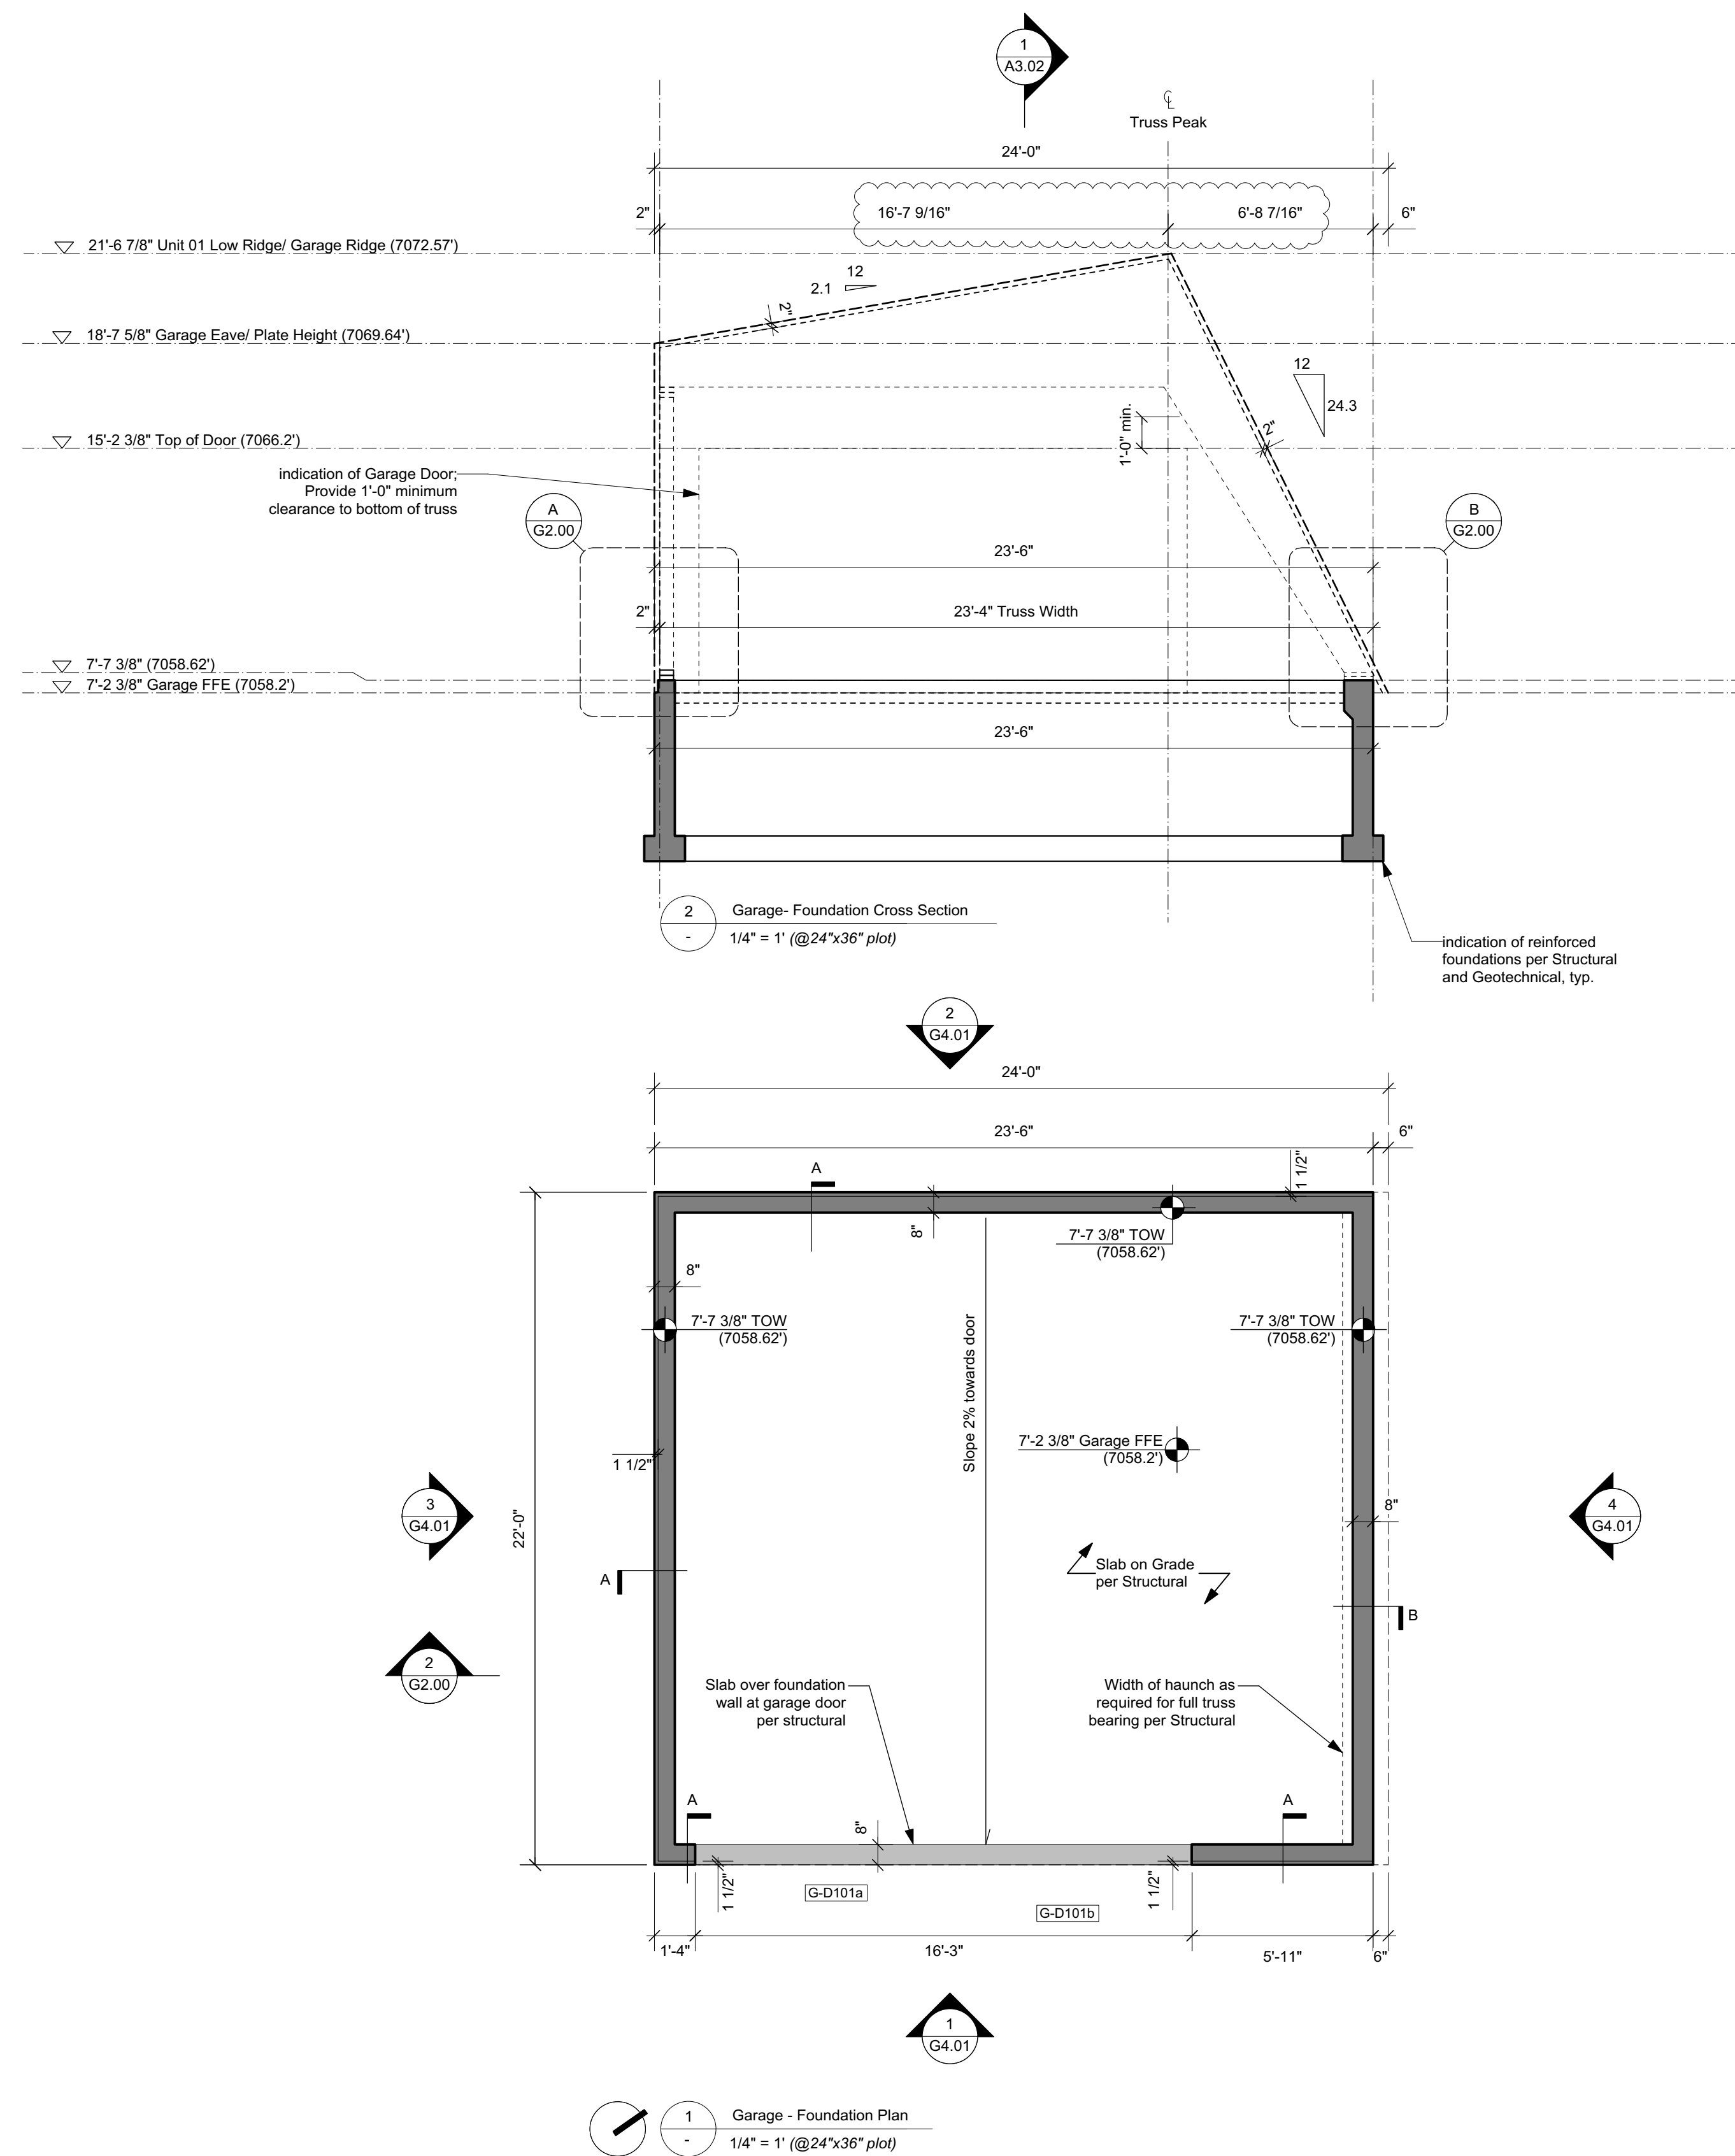 1
A3.02
℄
Truss Peak
24'-0"
2"
16'-7 9/16"
6'-8 7/16"
6"
21'-6 7/8" Unit 01 Low Ridge/ Garage Ridge (7072.57')
12
2.1
2"
18'-7 5/8" Garage Eave/ Plate Height (7069.64')
12
24.3
1'-0" min.
2"
15'-2 3/8" Top of Door (7066.2')
indication of Garage Door;
Provide 1'-0" minimum
clearance to bottom of truss
A
G2.00
B
G2.00
23'-6"
2"
23'-4" Truss Width
7'-7 3/8" (7058.62')
7'-2 3/8" Garage FFE (7058.2')
23'-6"
2
-
Garage- Foundation Cross Section
1/4" = 1' (@24"x36" plot)
indication of reinforced
foundations per Structural
and Geotechnical, typ.
2
G4.01
24'-0"
23'-6"
6"
A
1 1/2"
8"
7'-7 3/8" TOW
(7058.62')
8"
7'-7 3/8" TOW
(7058.62')
7'-7 3/8" TOW
(7058.62')
Slope 2% towards door
7'-2 3/8" Garage FFE
(7058.2')
1 1/2"
3
G4.01
22'-0"
8"
4
G4.01
Slab on Grade
per Structural
A
B
2
G2.00
Slab over foundation
wall at garage door
per structural
Width of haunch as
required for full truss
bearing per Structural
A
A
8"
1 1/2"
1 1/2"
G-D101a
G-D101b
1'-4"
16'-3"
5'-11"
6"
1
G4.01
1
-
Garage - Foundation Plan
1/4" = 1' (@24"x36" plot)